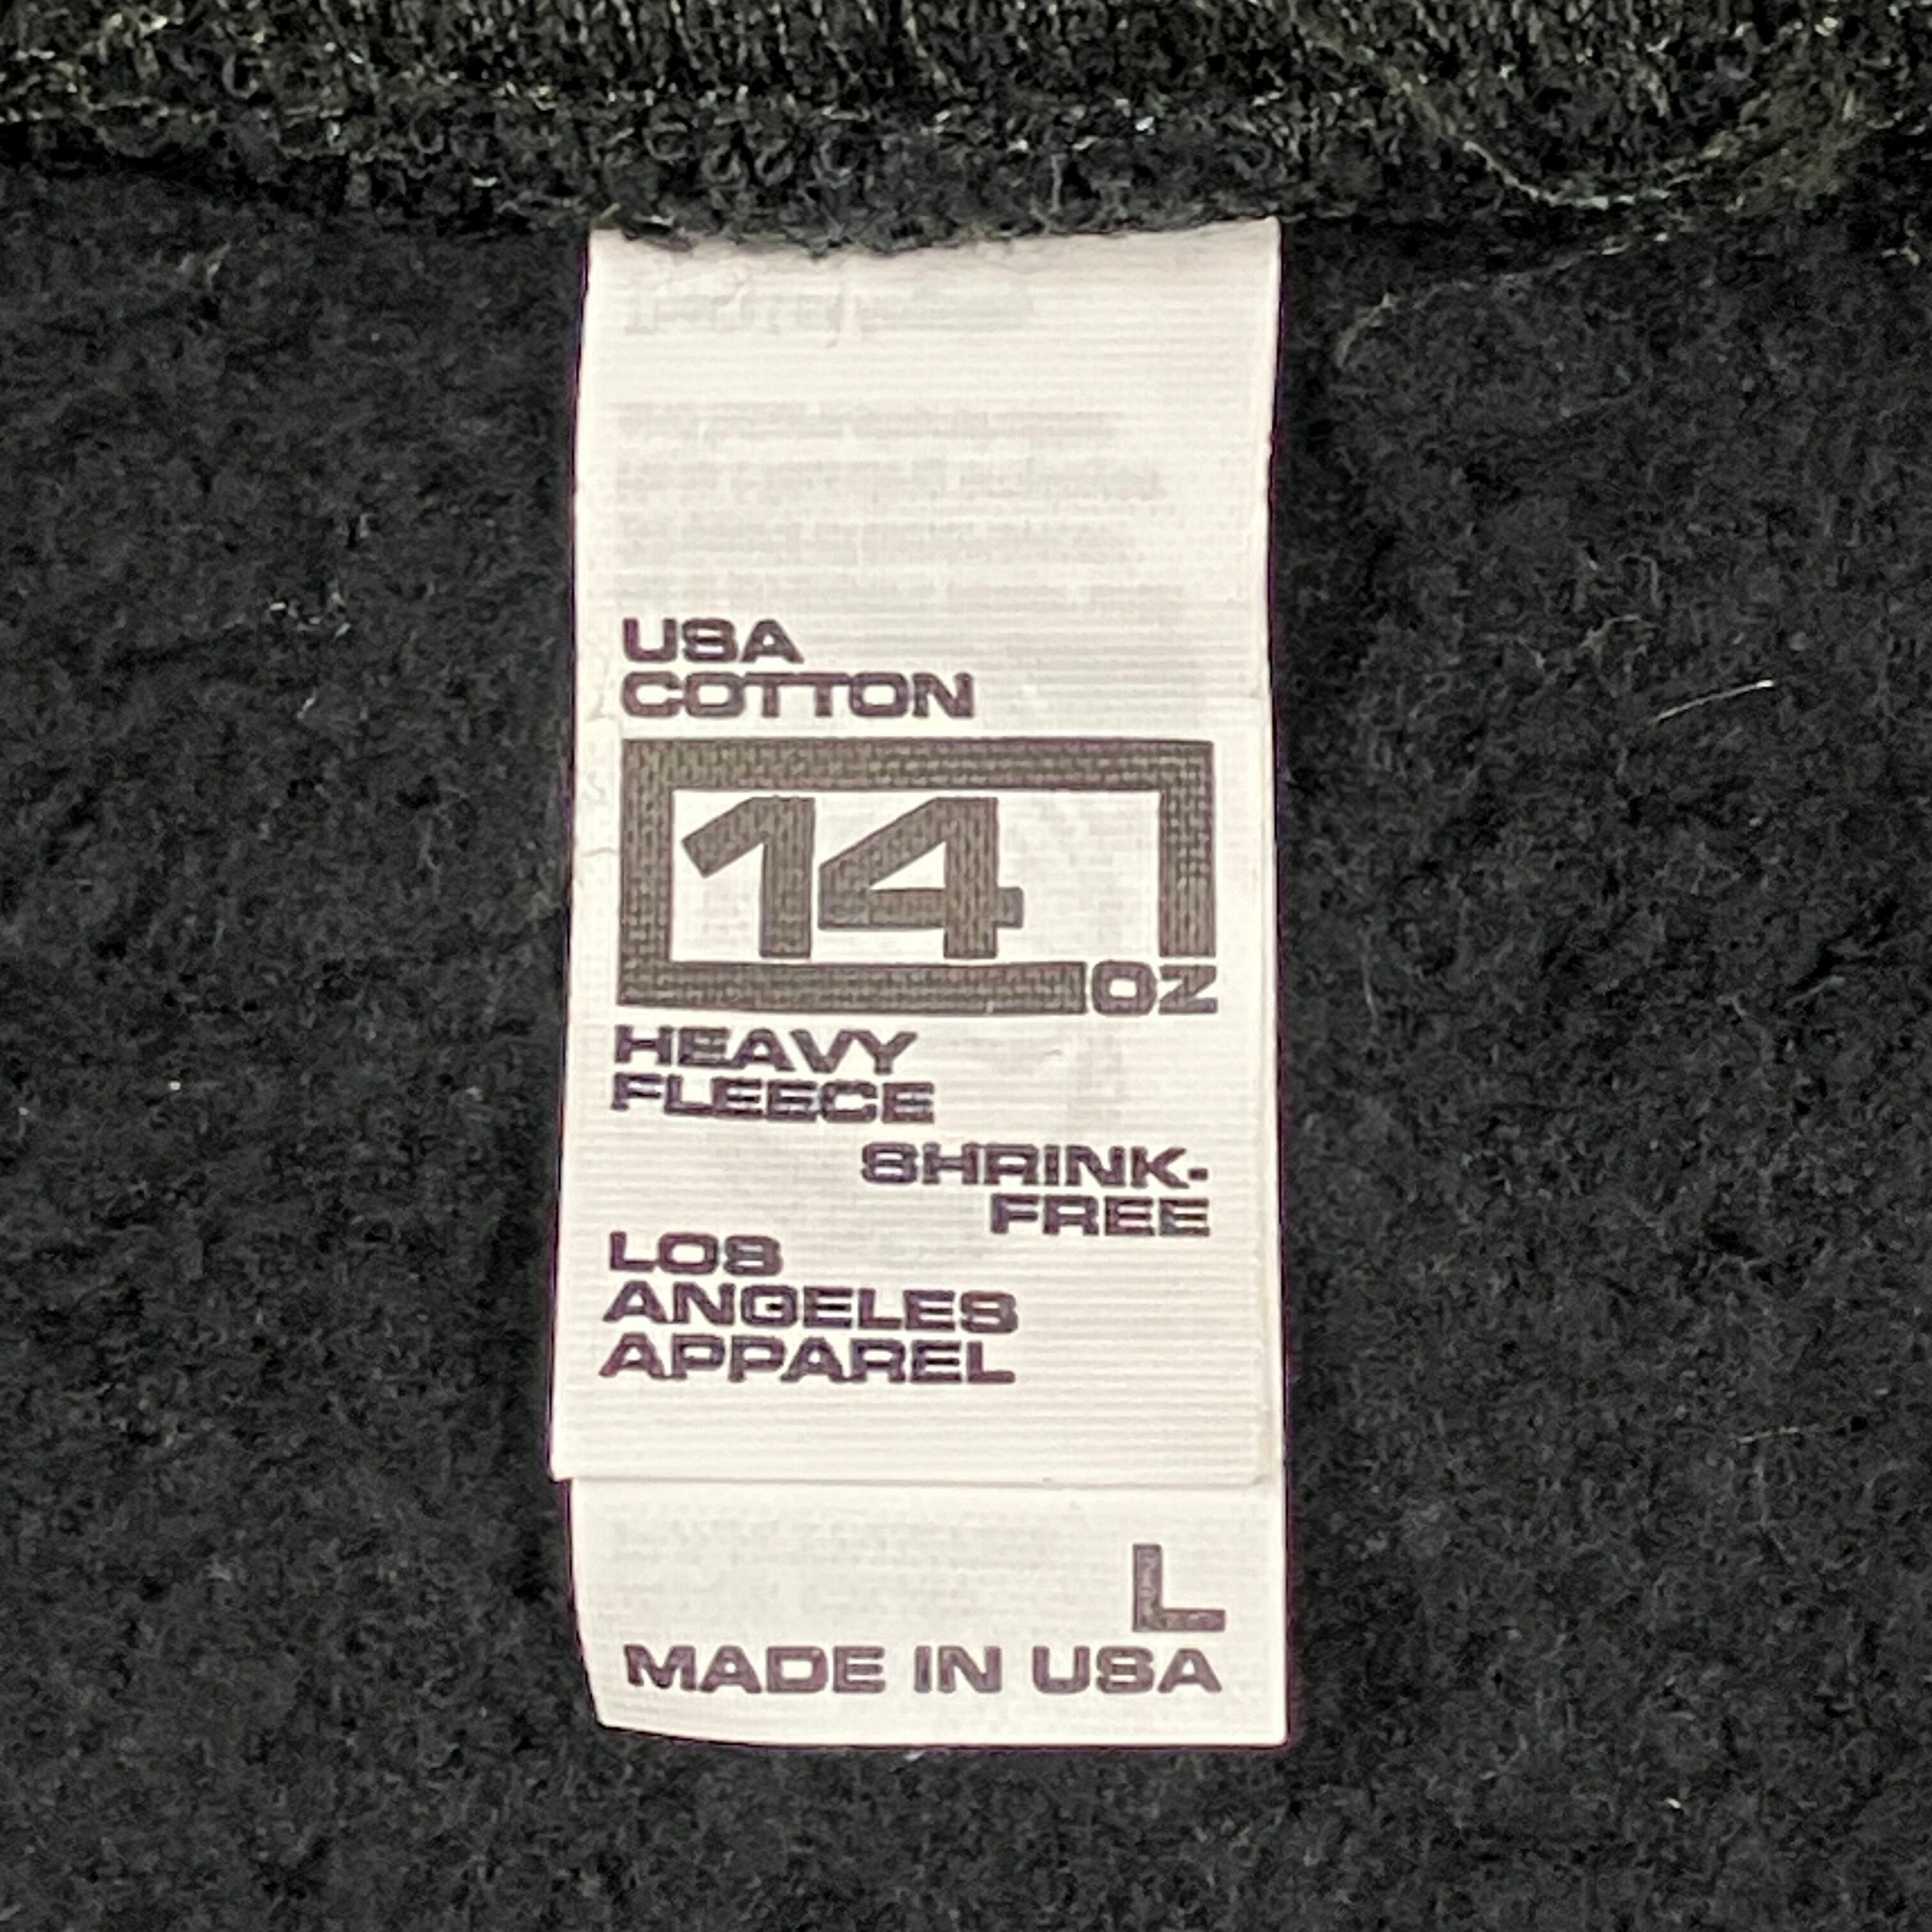 USA
COTTON
14
OZ
HEAVY
FLEECE
SHRINK-
FREE
LOS
ANGELES
APPAREL
L
MADE IN USA